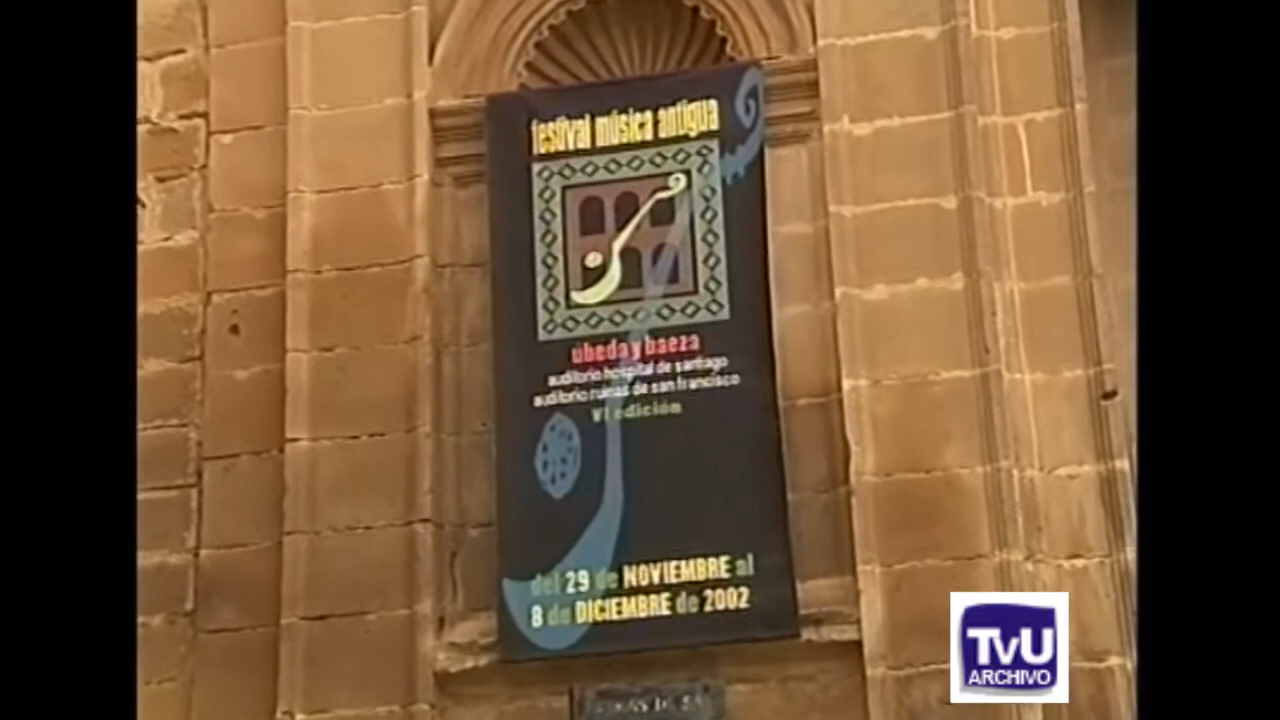 festival música antigua
úbeda y baeza
auditorio hospital de santiago
auditorio ruinas de san francisco
VI edición
del 29 de NOVIEMBRE al
8 de DICIEMBRE de 2002
TvU
ARCHIVO